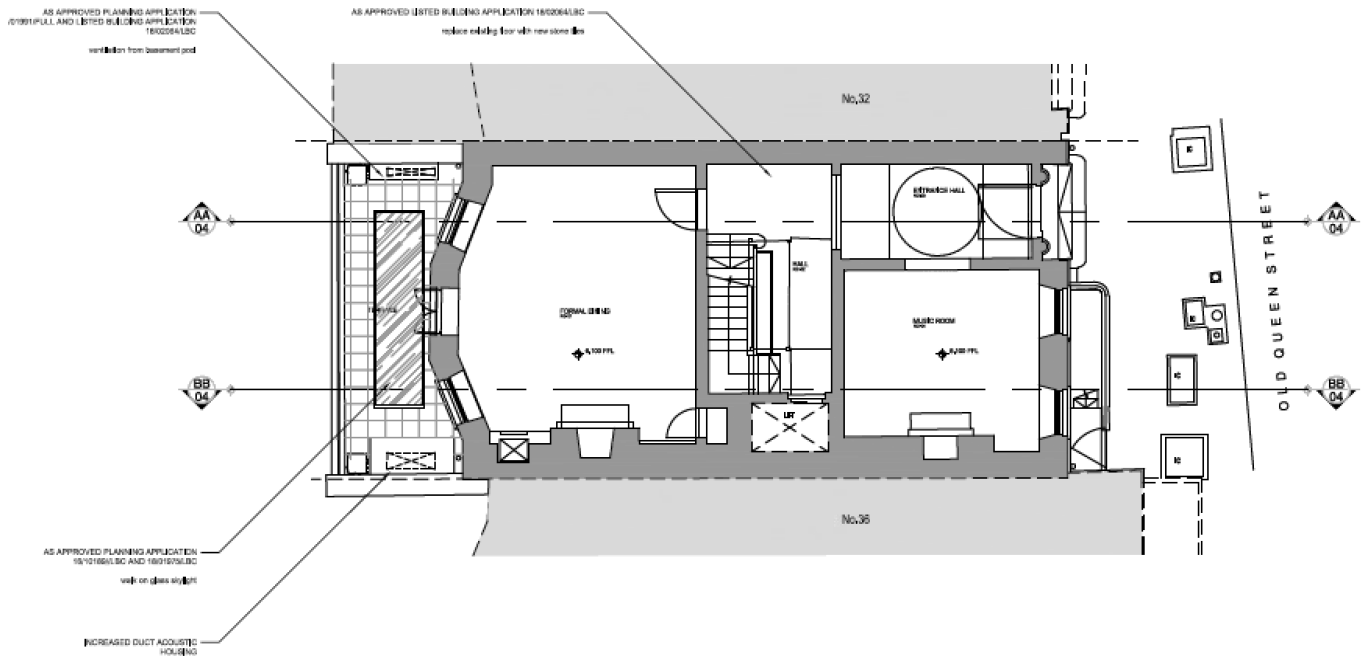 AS APPROVED PLANNING APPLICATION
/01991/FULL AND LISTED BUILDING APPLICATION
18/02064/LBC
ventilation from basement pool
AS APPROVED LISTED BUILDING APPLICATION 18/02064/LBC
replace existing floor with new stone tiles
No.32
AA
04
ENTRANCE HALL
AA
04
HALL
FORMAL DINING
MUSIC ROOM
OLD QUEEN STREET
BB
04
BB
04
LIFT
No.36
AS APPROVED PLANNING APPLICATION
walk on glass skylight
INCREASED DUCT ACOUSTIC
HOUSING